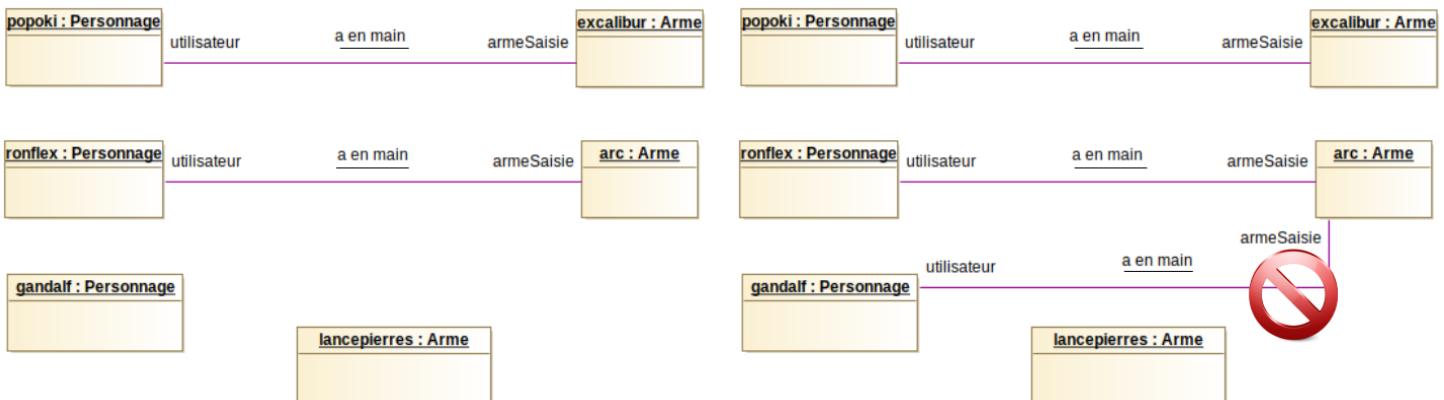 popoki : Personnage
utilisateur
a en main
armeSaisie
excalibur : Arme
ronflex : Personnage
utilisateur
a en main
armeSaisie
arc : Arme
gandalf : Personnage
lancepierres : Arme
popoki : Personnage
utilisateur
a en main
armeSaisie
excalibur : Arme
ronflex : Personnage
utilisateur
a en main
armeSaisie
arc : Arme
armeSaisie
gandalf : Personnage
utilisateur
a en main
lancepierres : Arme